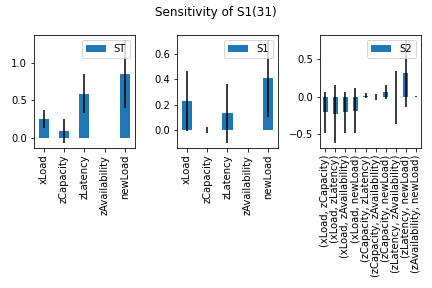 Sensitivity of S1(31)
ST
1.0
0.5
0.0
xLoad
zCapacity
zLatency
zAvailability
newLoad
S1
0.6
0.4
0.2
0.0
xLoad
zCapacity
zLatency
zAvailability
newLoad
S2
0.5
0.0
−0.5
(xLoad, zCapacity)
(xLoad, zLatency)
(xLoad, zAvailability)
(xLoad, newLoad)
(zCapacity, zLatency)
(zCapacity, zAvailability)
(zCapacity, newLoad)
(zLatency, zAvailability)
(zLatency, newLoad)
(zAvailability, newLoad)